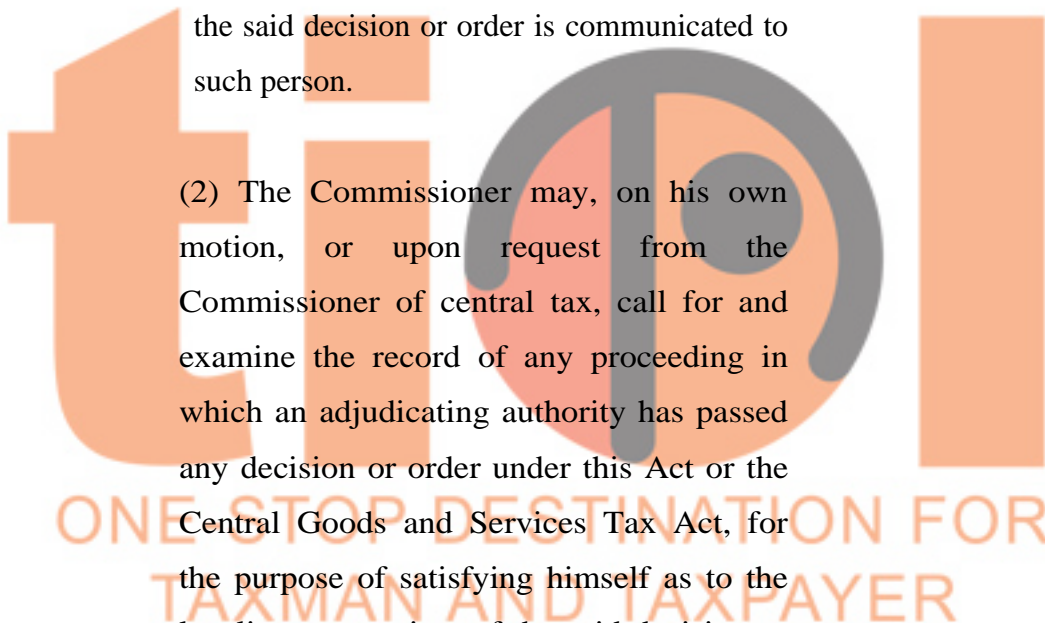 the said decision or order is communicated to
such person.
(2) The Commissioner may, on his own
motion, or upon request from the
Commissioner of central tax, call for and
examine the record of any proceeding in
which an adjudicating authority has passed
any decision or order under this Act or the
Central Goods and Services Tax Act, for
the purpose of satisfying himself as to the
tiol
ONE STOP DESTINATION FOR
TAXMAN AND TAXPAYER